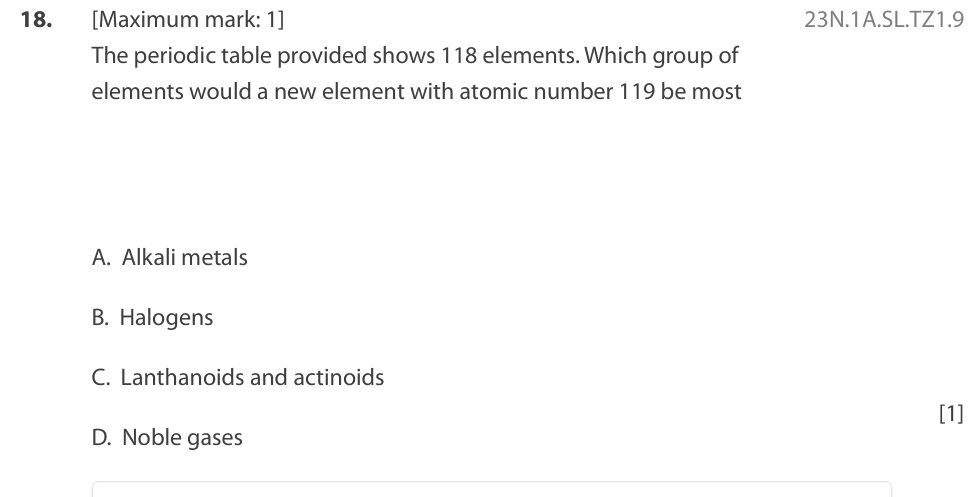 18. [Maximum mark: 1] 23N.1A.SL.TZ1.9
The periodic table provided shows 118 elements. Which group of
elements would a new element with atomic number 119 be most
A. Alkali metals
B. Halogens
C. Lanthanoids and actinoids
[1]
D. Noble gases